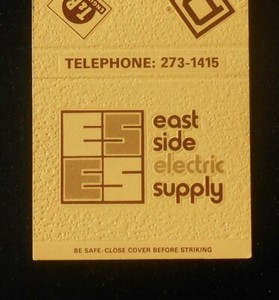 TELEPHONE: 273-1415
ES
ES
east
side
electric
supply
BE SAFE-CLOSE COVER BEFORE STRIKING